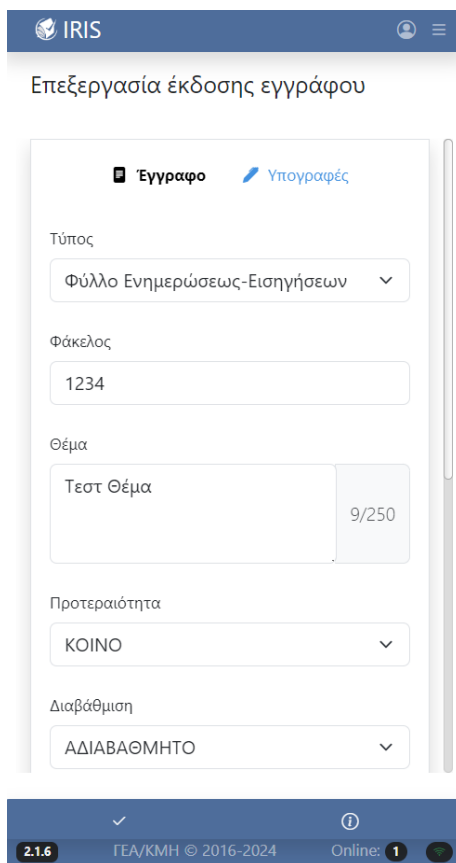 IRIS
Επεξεργασία έκδοσης εγγράφου
Έγγραφο Υπογραφές
Τύπος
Φύλλο Ενημερώσεως-Εισηγήσεων
Φάκελος
1234
Θέμα
Τεστ Θέμα
9/250
Προτεραιότητα
ΚΟΙΝΟ
Διαβάθμιση
ΑΔΙΑΒΑΘΜΗΤΟ
2.1.6 ΓΕΑ/ΚΜΗ © 2016-2024 Online: 1